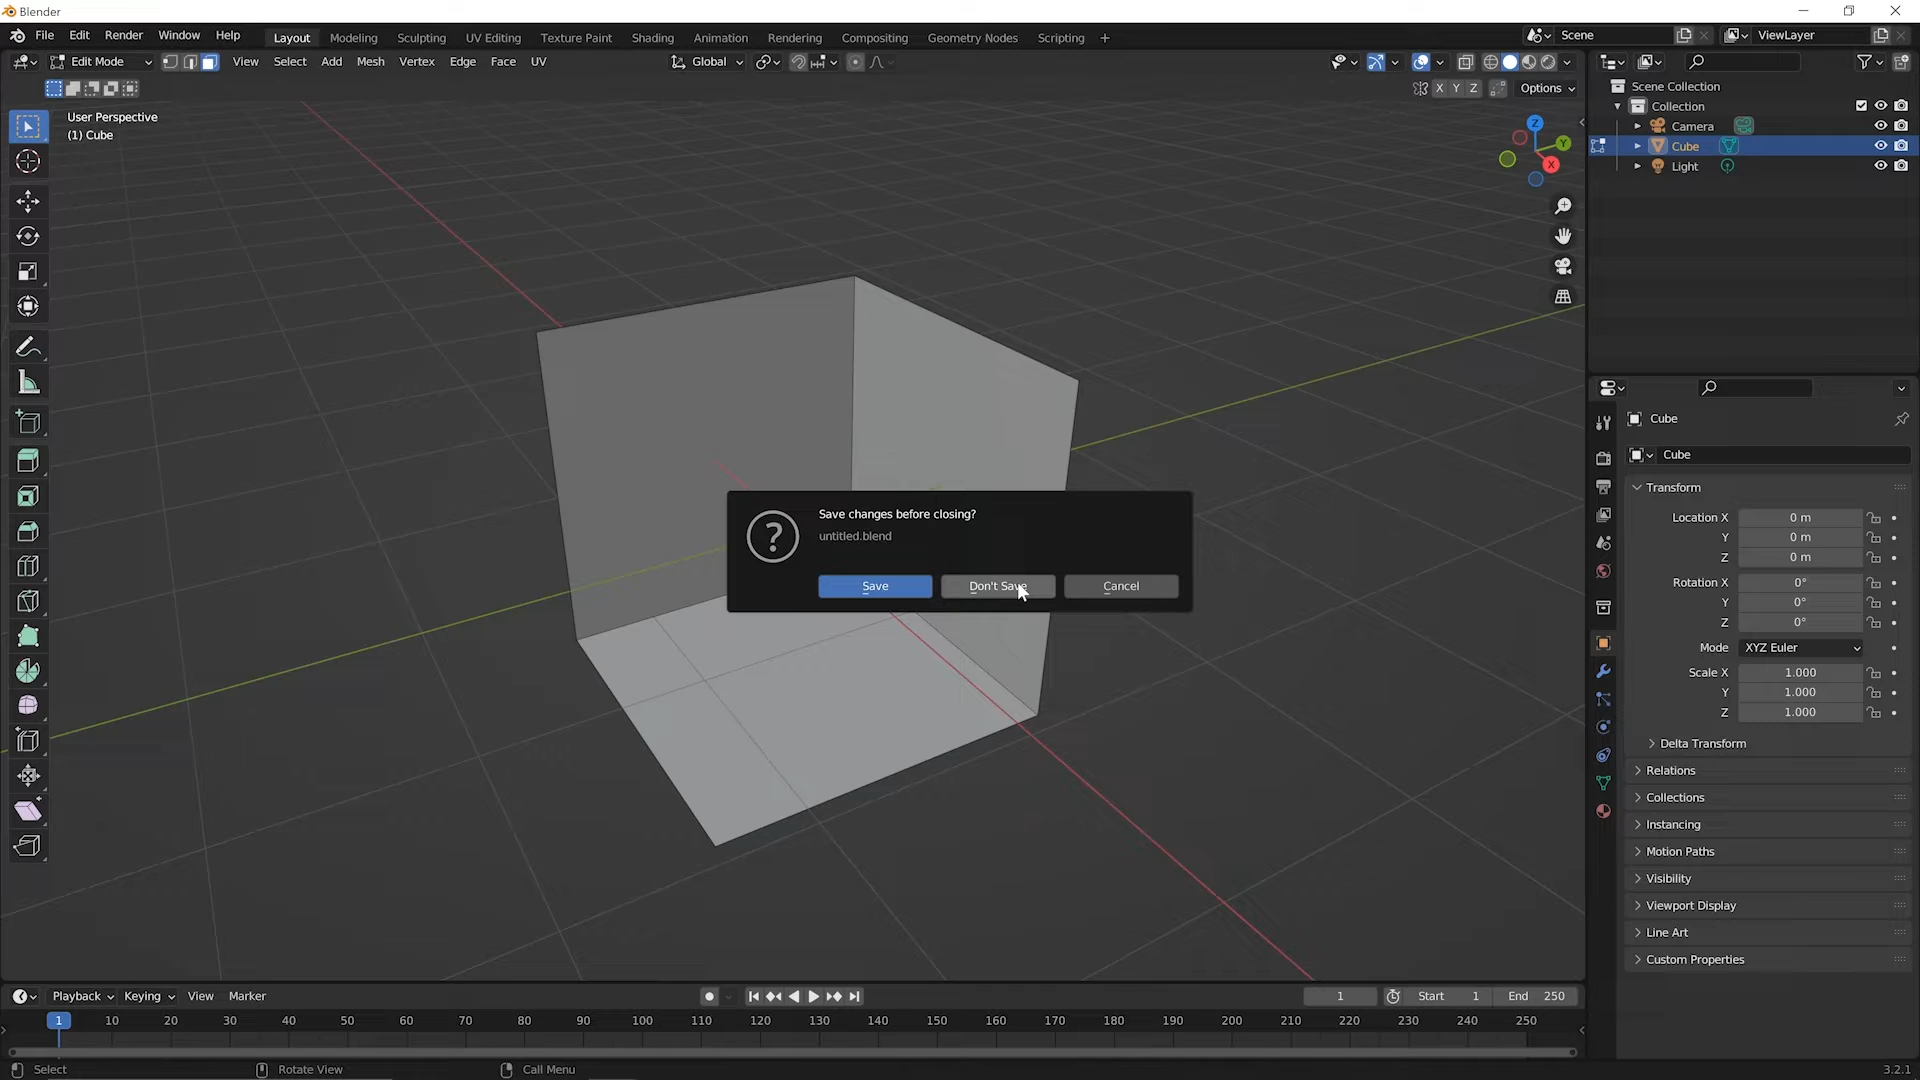 Blender
File Edit Render Window Help Layout Modeling Sculpting UV Editing Texture Paint Shading Animation Rendering Compositing Geometry Nodes Scripting + Scene ViewLayer
Edit Mode View Select Add Mesh Vertex Edge Face UV Global
X Y Z Options
User Perspective
(1) Cube
Z
Y
X
Scene Collection
Collection
Camera
Cube
Light
Save changes before closing?
untitled.blend
Save Don't Save Cancel
Cube
Cube
Transform
Location X 0 m
Y 0 m
Z 0 m
Rotation X 0°
Y 0°
Z 0°
Mode XYZ Euler
Scale X 1.000
Y 1.000
Z 1.000
Delta Transform
Relations
Collections
Instancing
Motion Paths
Visibility
Viewport Display
Line Art
Custom Properties
Playback Keying View Marker 1 Start 1 End 250
1 10 20 30 40 50 60 70 80 90 100 110 120 130 140 150 160 170 180 190 200 210 220 230 240 250
Select Rotate View Call Menu 3.2.1